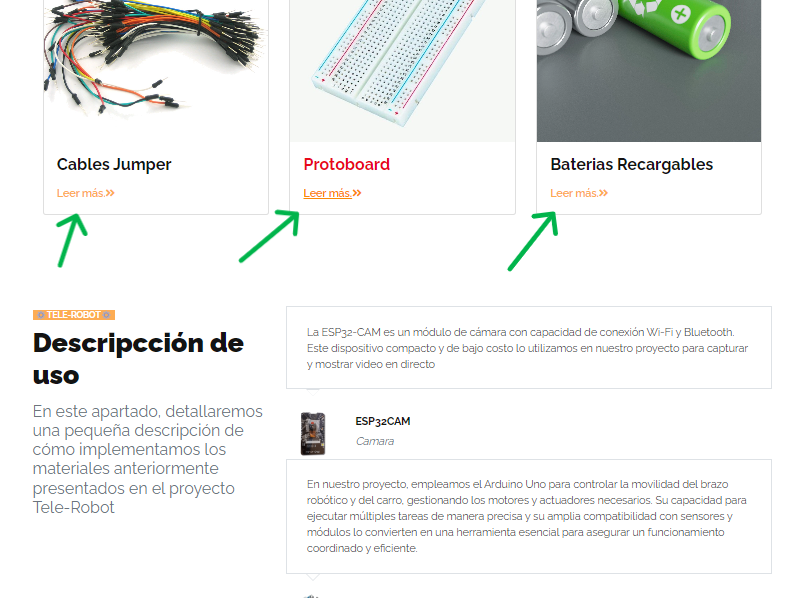 Cables Jumper
Leer más.»
Protoboard
Leer más.»
Baterias Recargables
Leer más.»
TELE-ROBOT
Descripcción de
uso
En este apartado, detallaremos
una pequeña descripción de
cómo implementamos los
materiales anteriormente
presentados en el proyecto
Tele-Robot
La ESP32-CAM es un módulo de cámara con capacidad de conexión Wi-Fi y Bluetooth.
Este dispositivo compacto y de bajo costo lo utilizamos en nuestro proyecto para capturar
y mostrar video en directo
ESP32CAM
Camara
En nuestro proyecto, empleamos el Arduino Uno para controlar la movilidad del brazo
robótico y del carro, gestionando los motores y actuadores necesarios. Su capacidad para
ejecutar múltiples tareas de manera precisa y su amplia compatibilidad con sensores y
módulos lo convierten en una herramienta esencial para asegurar un funcionamiento
coordinado y eficiente.